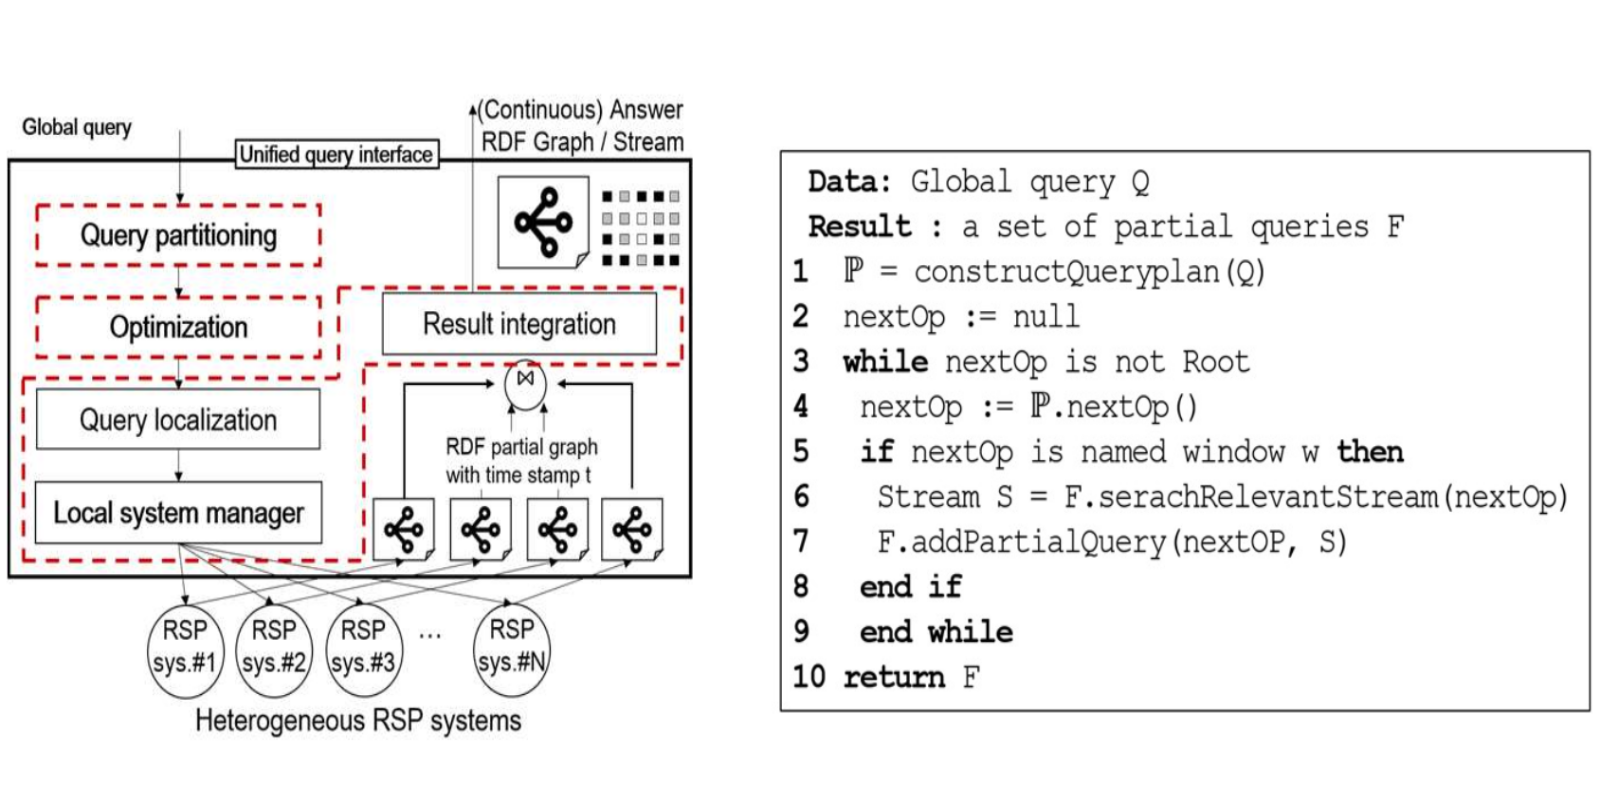 Global query
(Continuous) Answer
RDF Graph / Stream
Unified query interface
Query partitioning
Optimization
Result integration
Query localization
⋈
RDF partial graph
with time stamp t
Local system manager
RSP
sys.#1
RSP
sys.#2
RSP
sys.#3
...
RSP
sys.#N
Heterogeneous RSP systems
Data: Global query Q
Result : a set of partial queries F
1 ℙ = constructQueryplan(Q)
2 nextOp := null
3 while nextOp is not Root
4 nextOp := ℙ.nextOp()
5 if nextOp is named window w then
6 Stream S = F.serachRelevantStream(nextOp)
7 F.addPartialQuery(nextOP, S)
8 end if
9 end while
10 return F